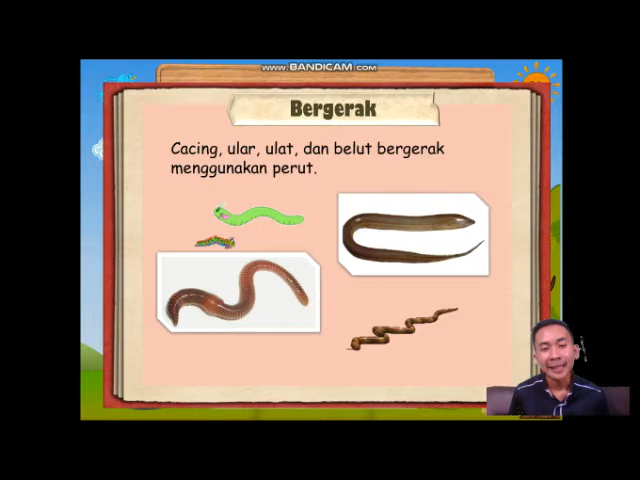 www.BANDICAM.com
Bergerak
Cacing, ular, ulat, dan belut bergerak
menggunakan perut.